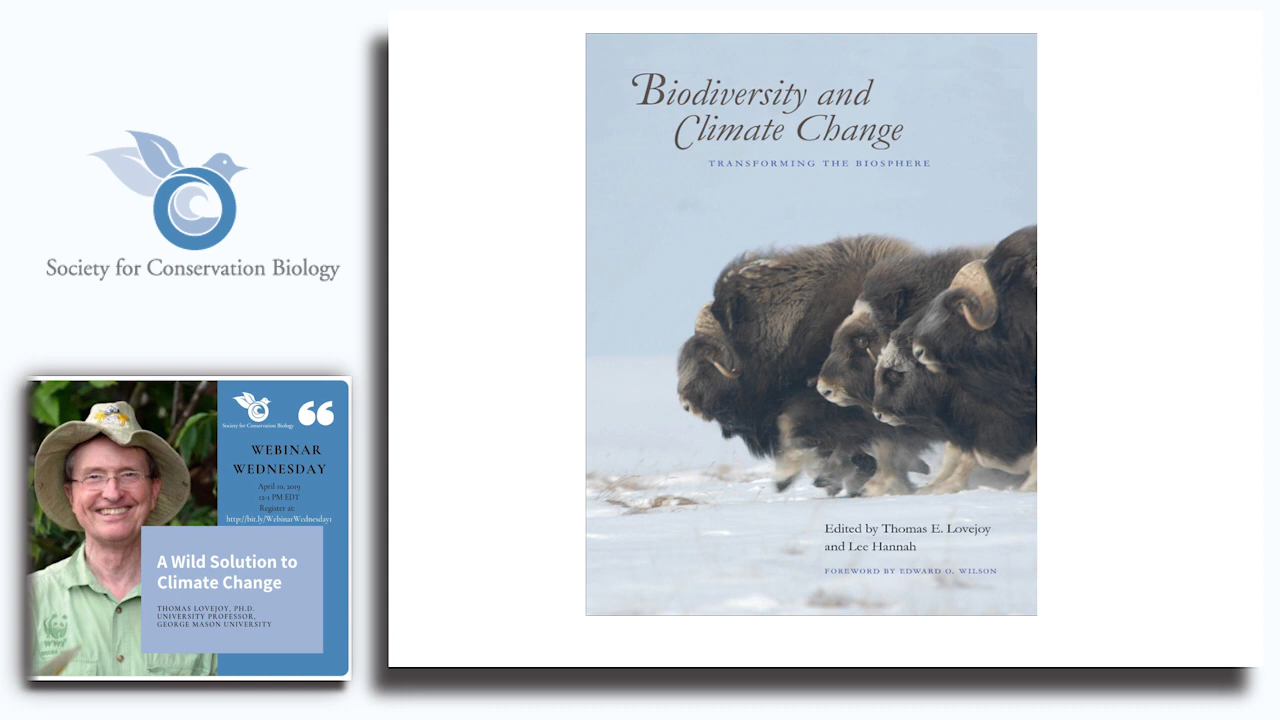 Society for Conservation Biology
Society for Conservation Biology
WEBINAR
WEDNESDAY
April 10, 2019
12-1 PM EDT
Register at:
http://bit.ly/WebinarWednesday1
A Wild Solution to
Climate Change
THOMAS LOVEJOY, PH.D.
UNIVERSITY PROFESSOR,
GEORGE MASON UNIVERSITY
WWF
Biodiversity and
Climate Change
TRANSFORMING THE BIOSPHERE
Edited by Thomas E. Lovejoy
and Lee Hannah
FOREWORD BY EDWARD O. WILSON